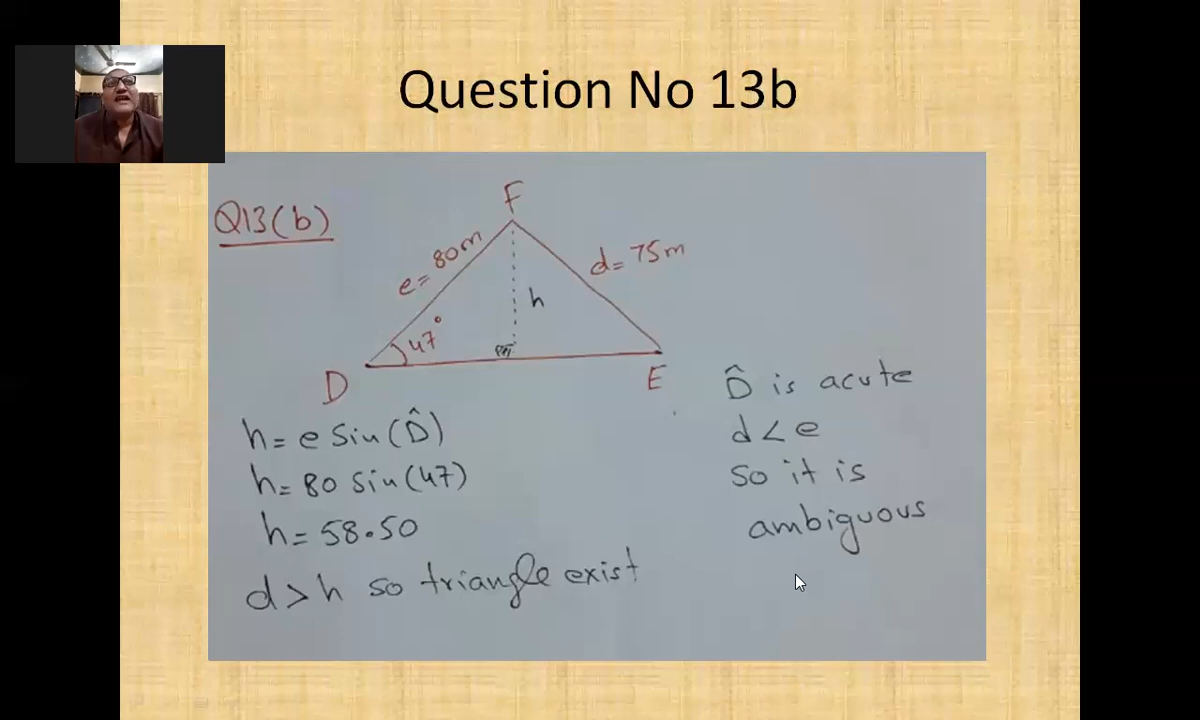 Question No 13b
Q13(b)
F
e = 80m
d = 75m
h
47°
D
E
h = e Sin(D̂)
h = 80 sin(47)
h = 58.50
d > h so triangle exist
D̂ is acute
d < e
So it is
ambiguous